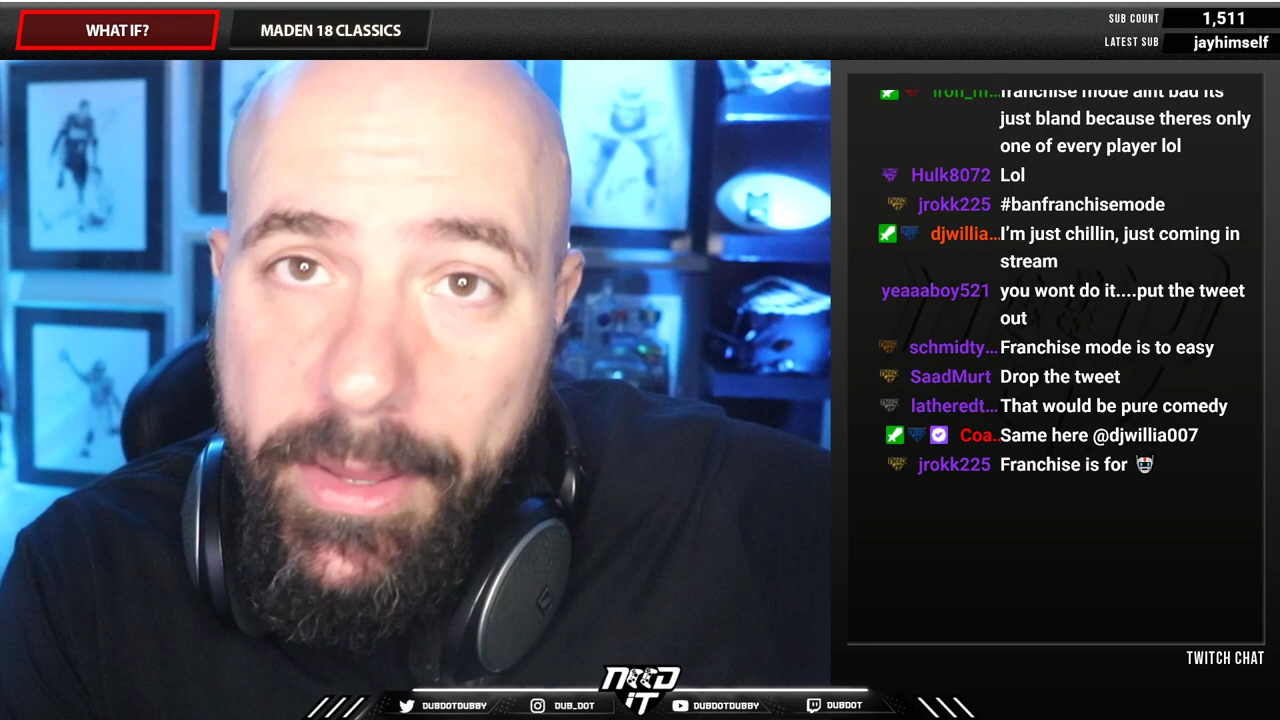 WHAT IF?
MADEN 18 CLASSICS
SUB COUNT
1,511
LATEST SUB
jayhimself
iron_m... franchise mode aint bad its
just bland because theres only
one of every player lol
Hulk8072 Lol
jrokk225 #banfranchisemode
djwillia... I'm just chillin, just coming in
stream
yeaaaboy521 you wont do it....put the tweet
out
schmidty... Franchise mode is to easy
SaadMurt Drop the tweet
latheredt... That would be pure comedy
Coa... Same here @djwillia007
jrokk225 Franchise is for
TWITCH CHAT
NEED
IT
DUBDOTDUBBY
DUB_DOT
DUBDOTDUBBY
DUBDOT